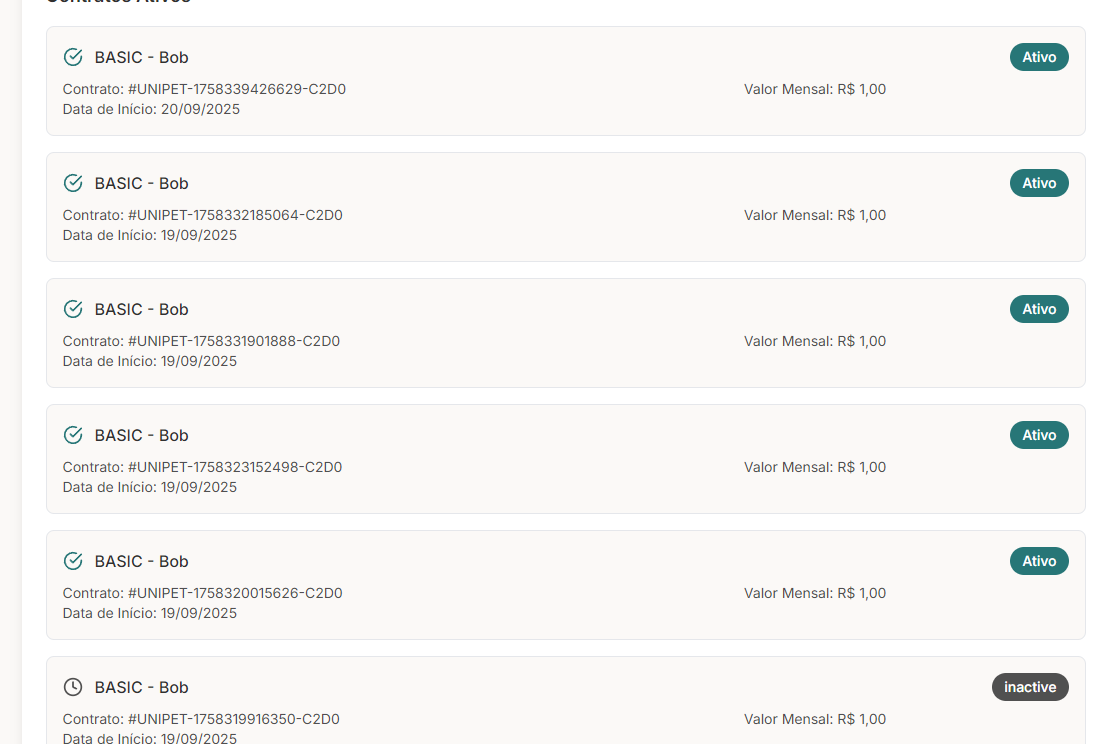 Contratos Ativos
BASIC - Bob
Ativo
Contrato: #UNIPET-1758339426629-C2D0
Valor Mensal: R$ 1,00
Data de Início: 20/09/2025
BASIC - Bob
Ativo
Contrato: #UNIPET-1758332185064-C2D0
Valor Mensal: R$ 1,00
Data de Início: 19/09/2025
BASIC - Bob
Ativo
Contrato: #UNIPET-1758331901888-C2D0
Valor Mensal: R$ 1,00
Data de Início: 19/09/2025
BASIC - Bob
Ativo
Contrato: #UNIPET-1758323152498-C2D0
Valor Mensal: R$ 1,00
Data de Início: 19/09/2025
BASIC - Bob
Ativo
Contrato: #UNIPET-1758320015626-C2D0
Valor Mensal: R$ 1,00
Data de Início: 19/09/2025
BASIC - Bob
inactive
Contrato: #UNIPET-1758319916350-C2D0
Valor Mensal: R$ 1,00
Data de Início: 19/09/2025